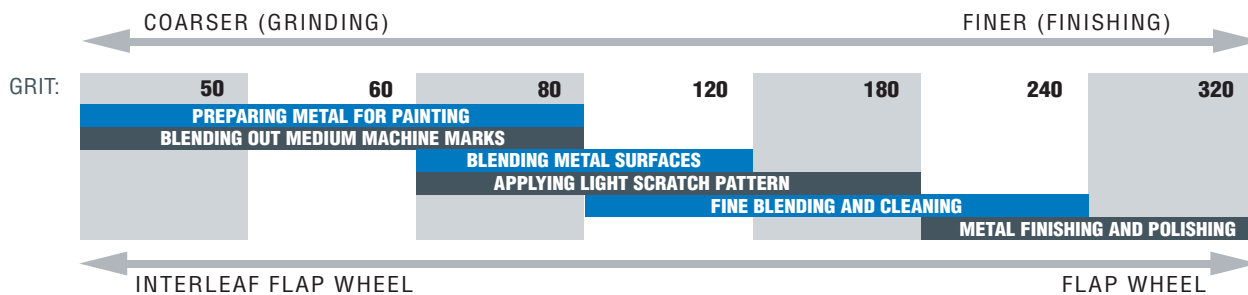 COARSER (GRINDING) FINER (FINISHING)
GRIT: 50 60 80 120 180 240 320
PREPARING METAL FOR PAINTING
BLENDING OUT MEDIUM MACHINE MARKS
BLENDING METAL SURFACES
APPLYING LIGHT SCRATCH PATTERN
FINE BLENDING AND CLEANING
METAL FINISHING AND POLISHING
INTERLEAF FLAP WHEEL FLAP WHEEL